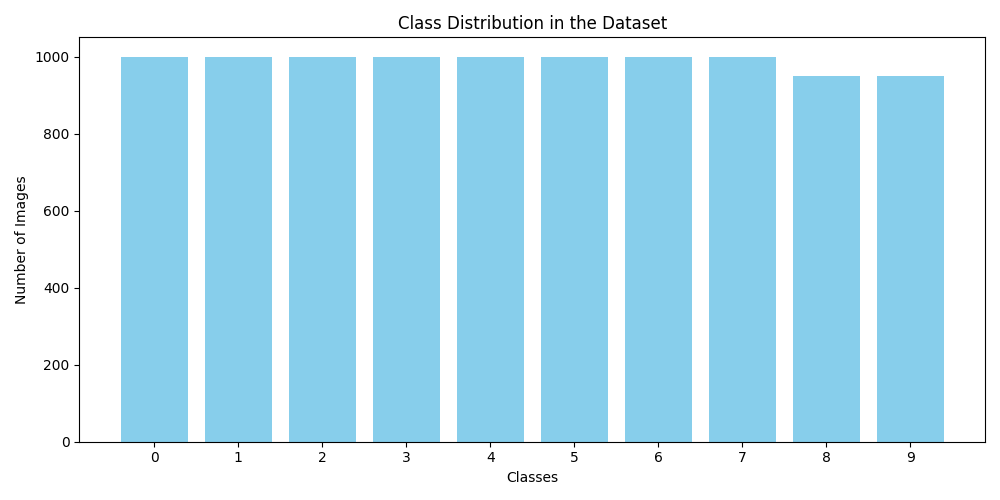 Class Distribution in the Dataset
1000
800
600
400
200
0
Number of Images
0 1 2 3 4 5 6 7 8 9
Classes